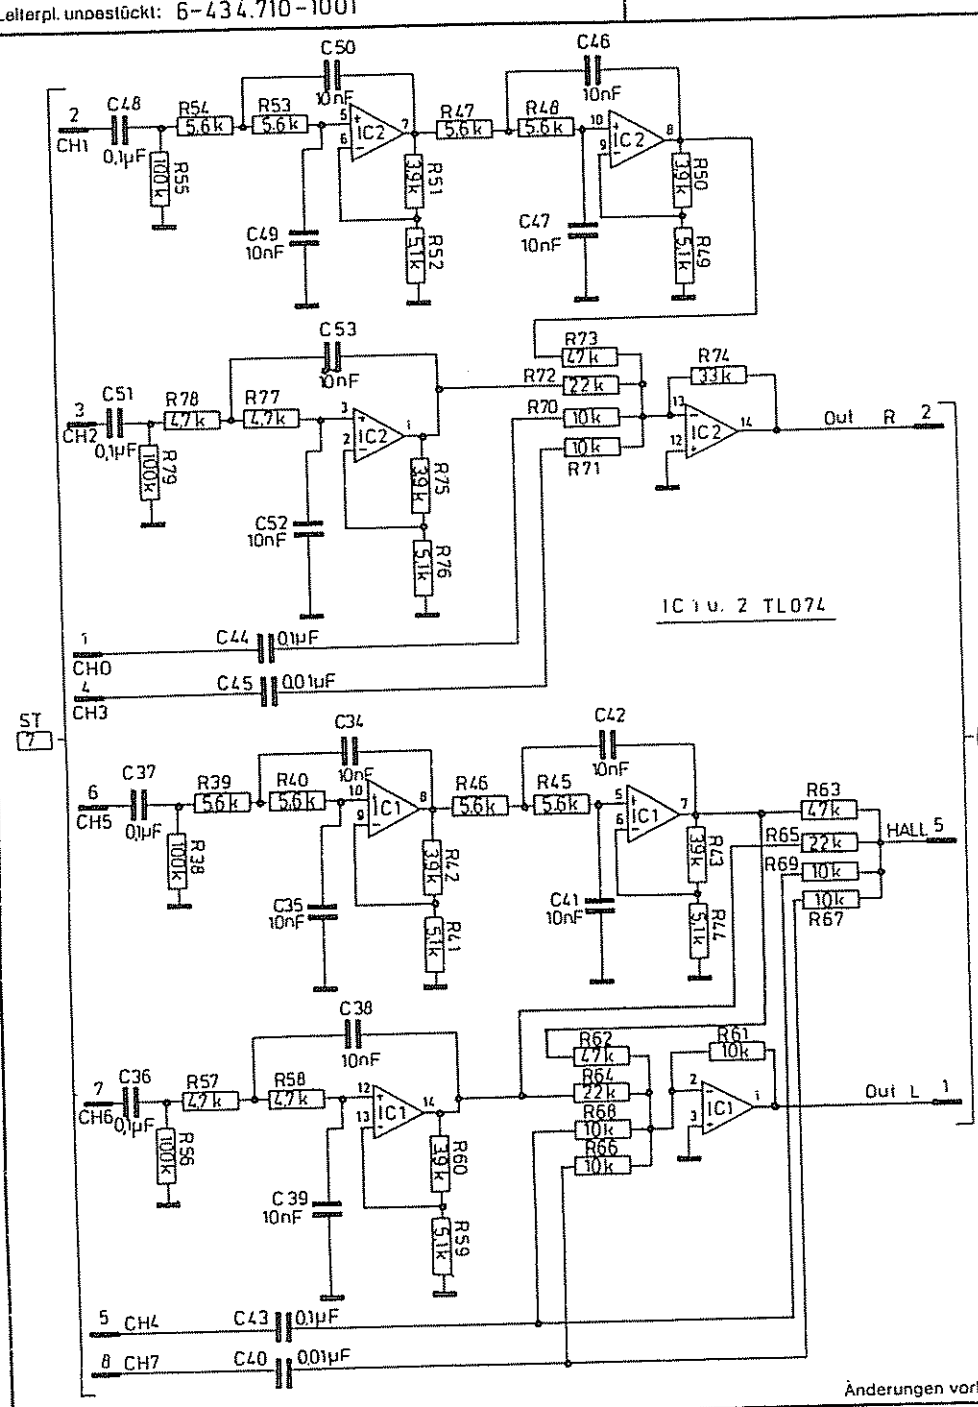 Leiterpl. unbestückt: 6-434.710-1001
C50
10nF
C46
10nF
2
CH1
C48
0,1µF
R54
5.6k
R53
5.6k
5
6
7
IC2
R47
5.6k
R48
5.6k
10
9
8
IC2
R55
100k
R51
3,9k
R50
3,9k
C49
10nF
R52
5,1k
C47
10nF
R49
5,1k
C53
10nF
R73
47k
R74
33k
R72
22k
3
CH2
C51
0,1µF
R78
4,7k
R77
4,7k
3
2
1
IC2
R70
10k
R71
10k
13
12
14
IC2
Out R 2
R79
100k
R75
3,9k
C52
10nF
R76
5,1k
IC 1 u. 2 TL074
1
CH0
C44
0,1µF
4
CH3
C45
0,01µF
ST
7
C34
10nF
C42
10nF
6
CH5
C37
0,1µF
R39
5,6k
R40
5,6k
10
9
8
IC1
R46
5,6k
R45
5,6k
5
6
7
IC1
R63
47k
R65
22k
HALL 5
R69
10k
10k
R67
R38
100k
R42
3,9k
R43
3,9k
C35
10nF
R41
5,1k
C41
10nF
R44
5,1k
C38
10nF
R62
47k
R61
10k
7
CH6
C36
0,1µF
R57
4,7k
R58
4,7k
12
13
14
IC1
R64
22k
R68
10k
R66
10k
2
3
1
IC1
Out L 1
R56
100k
R60
3,9k
C39
10nF
R59
5,1k
5
CH4
C43
0,1µF
8
CH7
C40
0,01µF
Änderungen vor